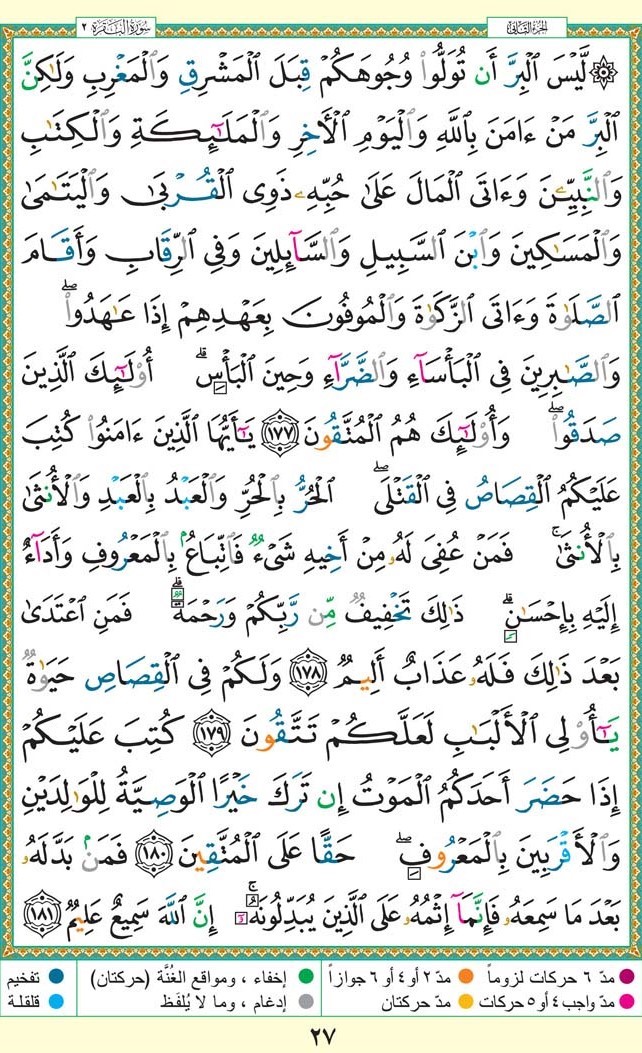 الجزء الثاني
سورة البقرة ٢
۞ لَّيْسَ ٱلْبِرَّ أَن تُوَلُّوا۟ وُجُوهَكُمْ قِبَلَ ٱلْمَشْرِقِ وَٱلْمَغْرِبِ وَلَٰكِنَّ
ٱلْبِرَّ مَنْ ءَامَنَ بِٱللَّهِ وَٱلْيَوْمِ ٱلْأَخِرِ وَٱلْمَلَٰٓئِكَةِ وَٱلْكِتَٰبِ
وَٱلنَّبِيِّۦنَ وَءَاتَى ٱلْمَالَ عَلَىٰ حُبِّهِۦ ذَوِى ٱلْقُرْبَىٰ وَٱلْيَتَٰمَىٰ
وَٱلْمَسَٰكِينَ وَٱبْنَ ٱلسَّبِيلِ وَٱلسَّآئِلِينَ وَفِى ٱلرِّقَابِ وَأَقَامَ
ٱلصَّلَوٰةَ وَءَاتَى ٱلزَّكَوٰةَ وَٱلْمُوفُونَ بِعَهْدِهِمْ إِذَا عَٰهَدُوا۟ۖ
وَٱلصَّٰبِرِينَ فِى ٱلْبَأْسَآءِ وَٱلضَّرَّآءِ وَحِينَ ٱلْبَأْسِۗ أُو۟لَٰٓئِكَ ٱلَّذِينَ
صَدَقُوا۟ۖ وَأُو۟لَٰٓئِكَ هُمُ ٱلْمُتَّقُونَ ١٧٧ يَٰٓأَيُّهَا ٱلَّذِينَ ءَامَنُوا۟ كُتِبَ
عَلَيْكُمُ ٱلْقِصَاصُ فِى ٱلْقَتْلَىۖ ٱلْحُرُّ بِٱلْحُرِّ وَٱلْعَبْدُ بِٱلْعَبْدِ وَٱلْأُنثَىٰ
بِٱلْأُنثَىٰۚ فَمَنْ عُفِىَ لَهُۥ مِنْ أَخِيهِ شَىْءٌ فَٱتِّبَاعٌۢ بِٱلْمَعْرُوفِ وَأَدَآءٌ
إِلَيْهِ بِإِحْسَٰنٍۗ ذَٰلِكَ تَخْفِيفٌ مِّن رَّبِّكُمْ وَرَحْمَةٌۗ فَمَنِ ٱعْتَدَىٰ
بَعْدَ ذَٰلِكَ فَلَهُۥ عَذَابٌ أَلِيمٌ ١٧٨ وَلَكُمْ فِى ٱلْقِصَاصِ حَيَوٰةٌ
يَٰٓأُو۟لِى ٱلْأَلْبَٰبِ لَعَلَّكُمْ تَتَّقُونَ ١٧٩ كُتِبَ عَلَيْكُمْ
إِذَا حَضَرَ أَحَدَكُمُ ٱلْمَوْتُ إِن تَرَكَ خَيْرًا ٱلْوَصِيَّةُ لِلْوَٰلِدَيْنِ
وَٱلْأَقْرَبِينَ بِٱلْمَعْرُوفِۖ حَقًّا عَلَى ٱلْمُتَّقِينَ ١٨٠ فَمَنۢ بَدَّلَهُۥ
بَعْدَ مَا سَمِعَهُۥ فَإِنَّمَآ إِثْمُهُۥ عَلَى ٱلَّذِينَ يُبَدِّلُونَهُۥٓۚ إِنَّ ٱللَّهَ سَمِيعٌ عَلِيمٌ ١٨١
مدّ ٦ حركات لزوماً مدّ ٢ أو ٤ أو ٦ جوازاً إخفاء ، ومواقع الغُنَّة (حركتان) تفخيم
مدّ واجب ٤ أو ٥ حركات مدّ حركتان إدغام ، وما لا يُلفَظ قلقلة
٢٧